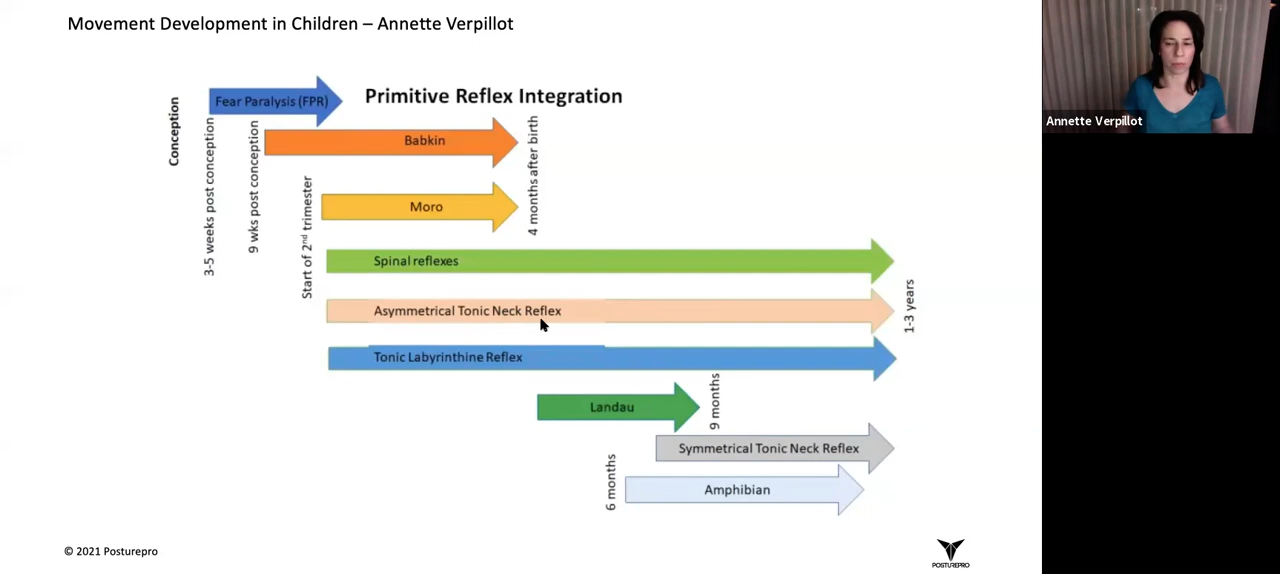 Movement Development in Children – Annette Verpillot
Annette Verpillot
Primitive Reflex Integration
Conception
Fear Paralysis (FPR)
3-5 weeks post conception
9 wks post conception
Babkin
4 months after birth
Start of 2nd trimester
Moro
Spinal reflexes
Asymmetrical Tonic Neck Reflex
1-3 years
Tonic Labyrinthine Reflex
Landau
9 months
Symmetrical Tonic Neck Reflex
6 months
Amphibian
© 2021 Posturepro
POSTUREPRO